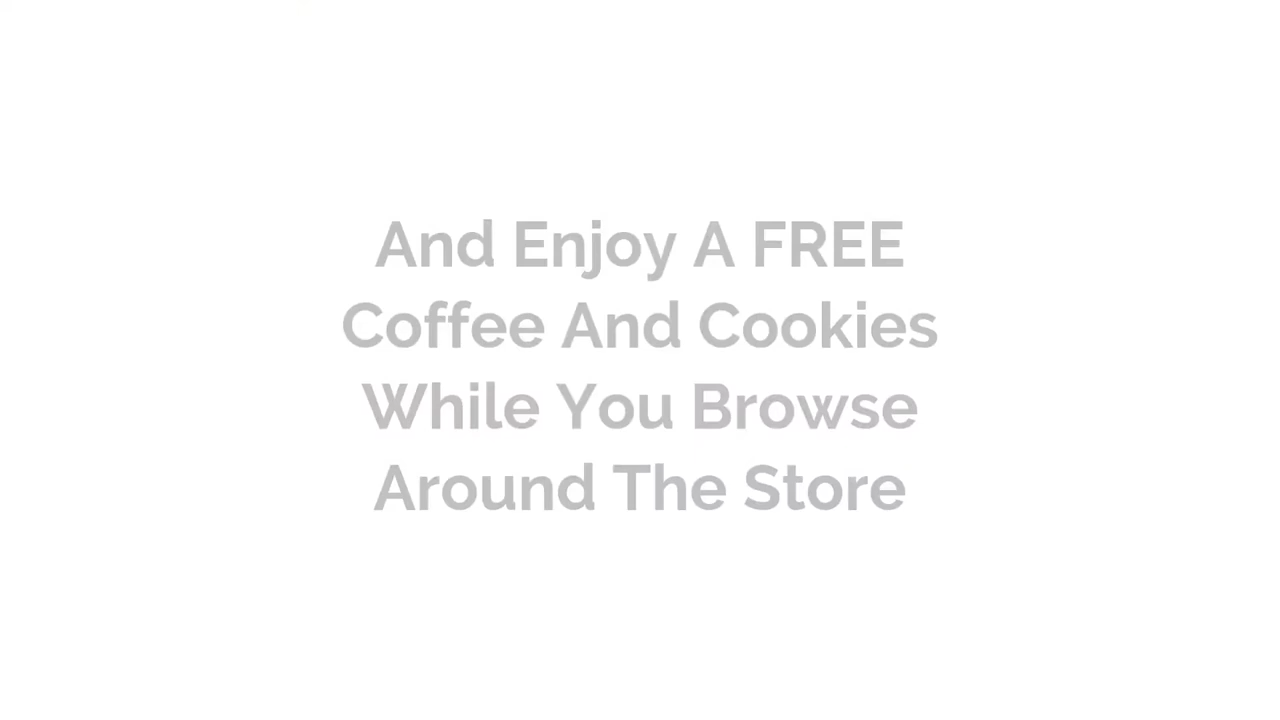 And Enjoy A FREE
Coffee And Cookies
While You Browse
Around The Store